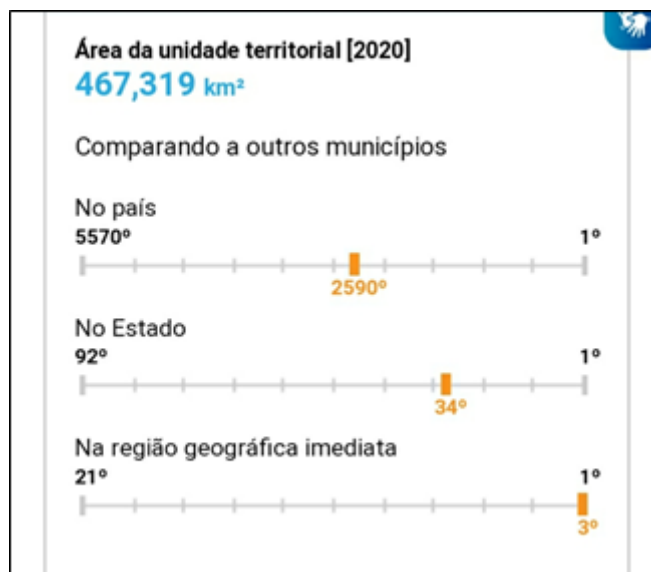 Área da unidade territorial [2020]
467,319 km²
Comparando a outros municípios
No país
5570º 1º
2590º
No Estado
92º 1º
34º
Na região geográfica imediata
21º 1º
3º